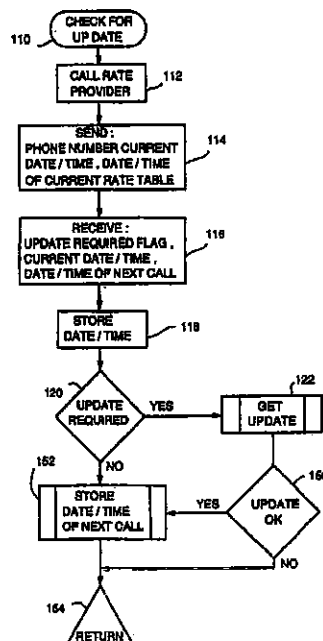 110
CHECK FOR
UP DATE
CALL RATE
PROVIDER
112
SEND :
PHONE NUMBER CURRENT
DATE / TIME , DATE / TIME
OF CURRENT RATE TABLE
114
RECEIVE :
UPDATE REQUIRED FLAG ,
CURRENT DATE / TIME ,
DATE / TIME OF NEXT CALL
116
STORE
DATE / TIME
118
120
UPDATE
REQUIRED
YES
122
GET
UPDATE
NO
152
STORE
DATE / TIME
OF NEXT CALL
YES
UPDATE
OK
NO
154
RETURN